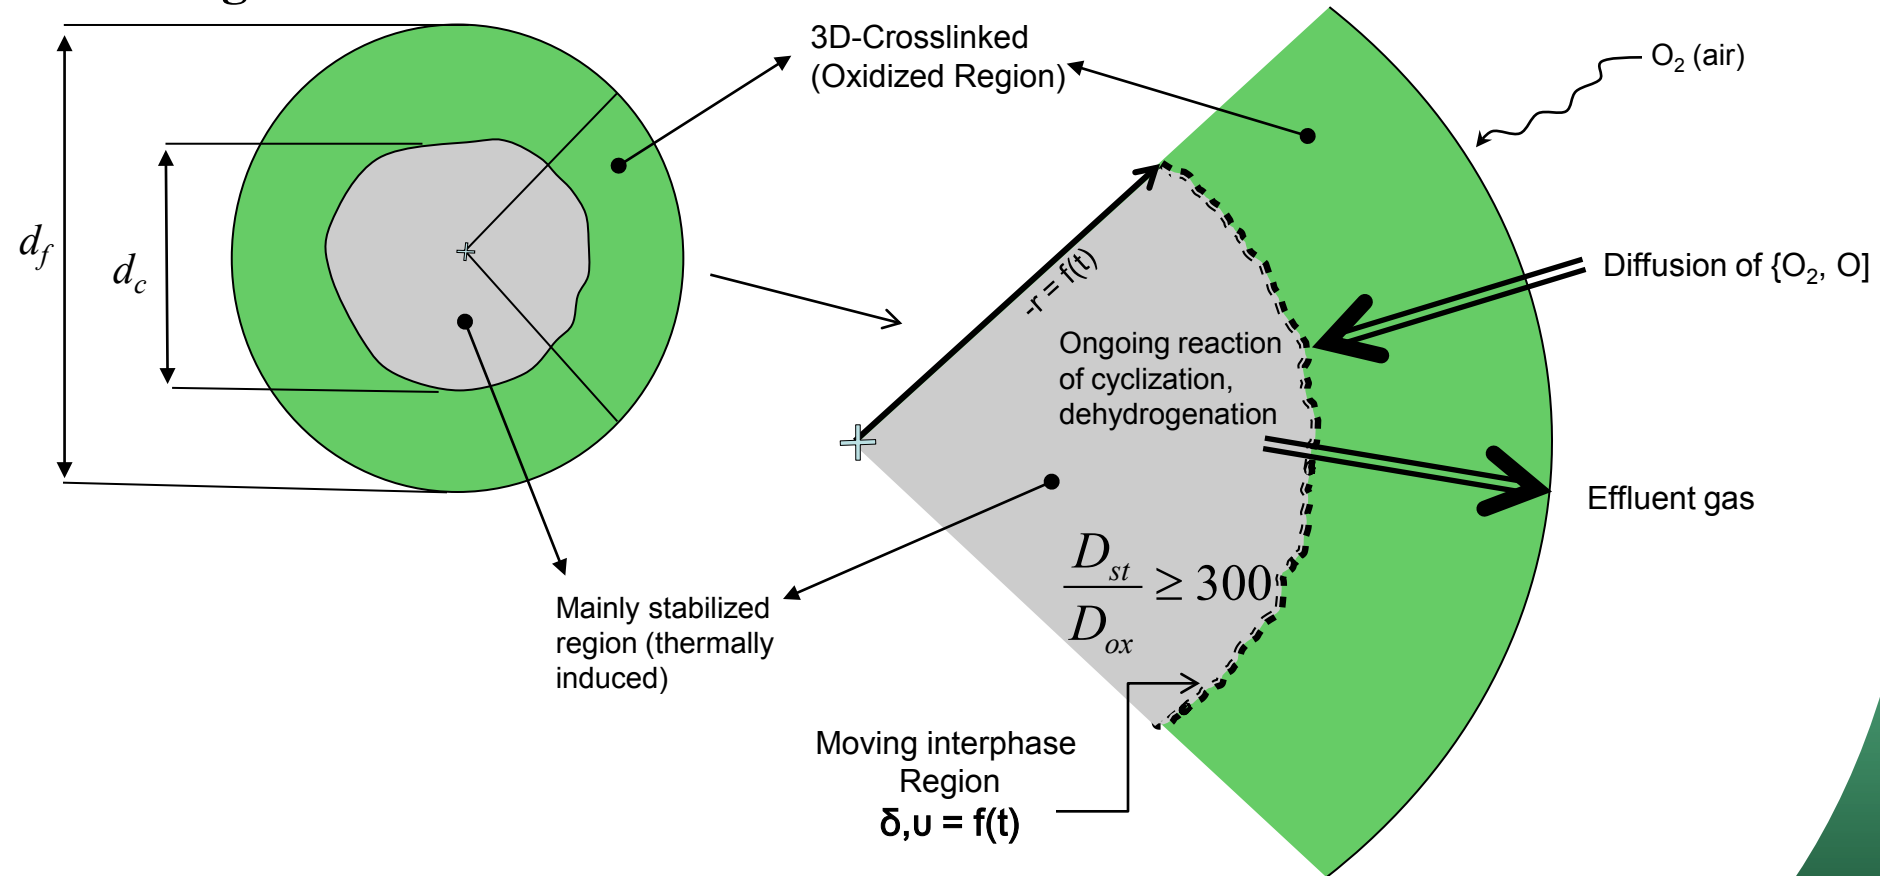 3D-Crosslinked
(Oxidized Region)
O₂ (air)
d_f
d_c
-r = f(t)
Diffusion of {O₂, O]
Ongoing reaction
of cyclization,
dehydrogenation
Effluent gas
D_st / D_ox ≥ 300
Mainly stabilized
region (thermally
induced)
Moving interphase
Region
δ,υ = f(t)